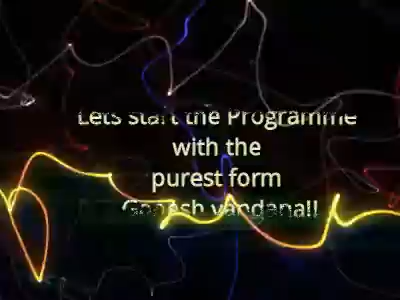 Lets start the Programme
with the
purest form
Ganesh vandana!!